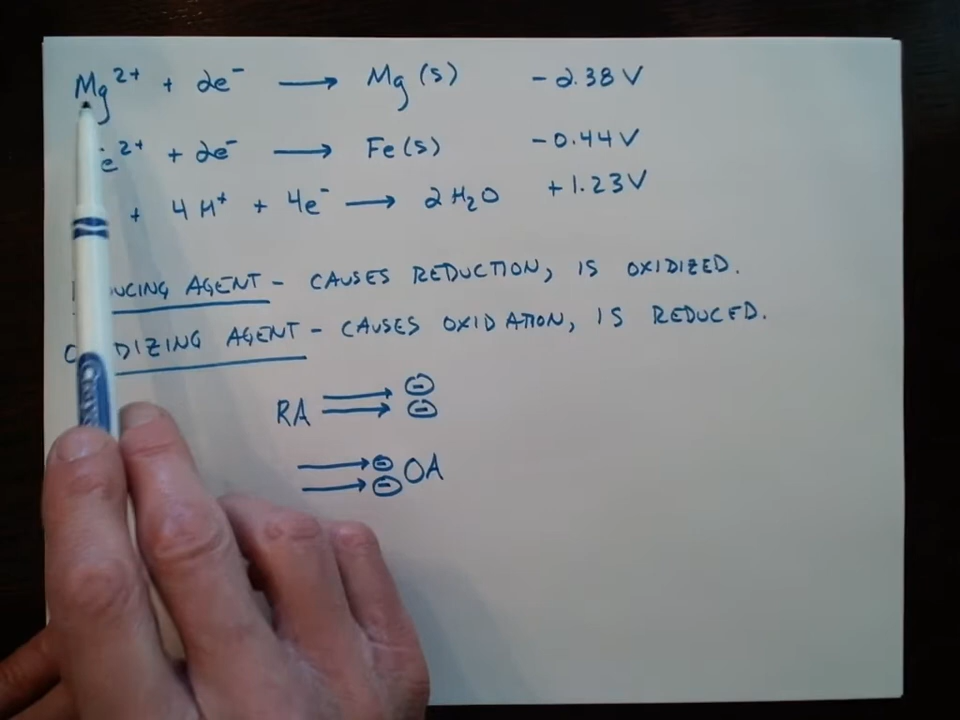 Mg²⁺ + 2e⁻ ⟶ Mg(s) -2.38 V
e²⁺ + 2e⁻ ⟶ Fe(s) -0.44V
+ 4H⁺ + 4e⁻ ⟶ 2H₂O +1.23V
UCING AGENT - CAUSES REDUCTION, IS OXIDIZED.
DIZING AGENT - CAUSES OXIDATION, IS REDUCED.
RA ⟶ ⊖
⟶ ⊖
⟶ ⊖ OA
⟶ ⊖